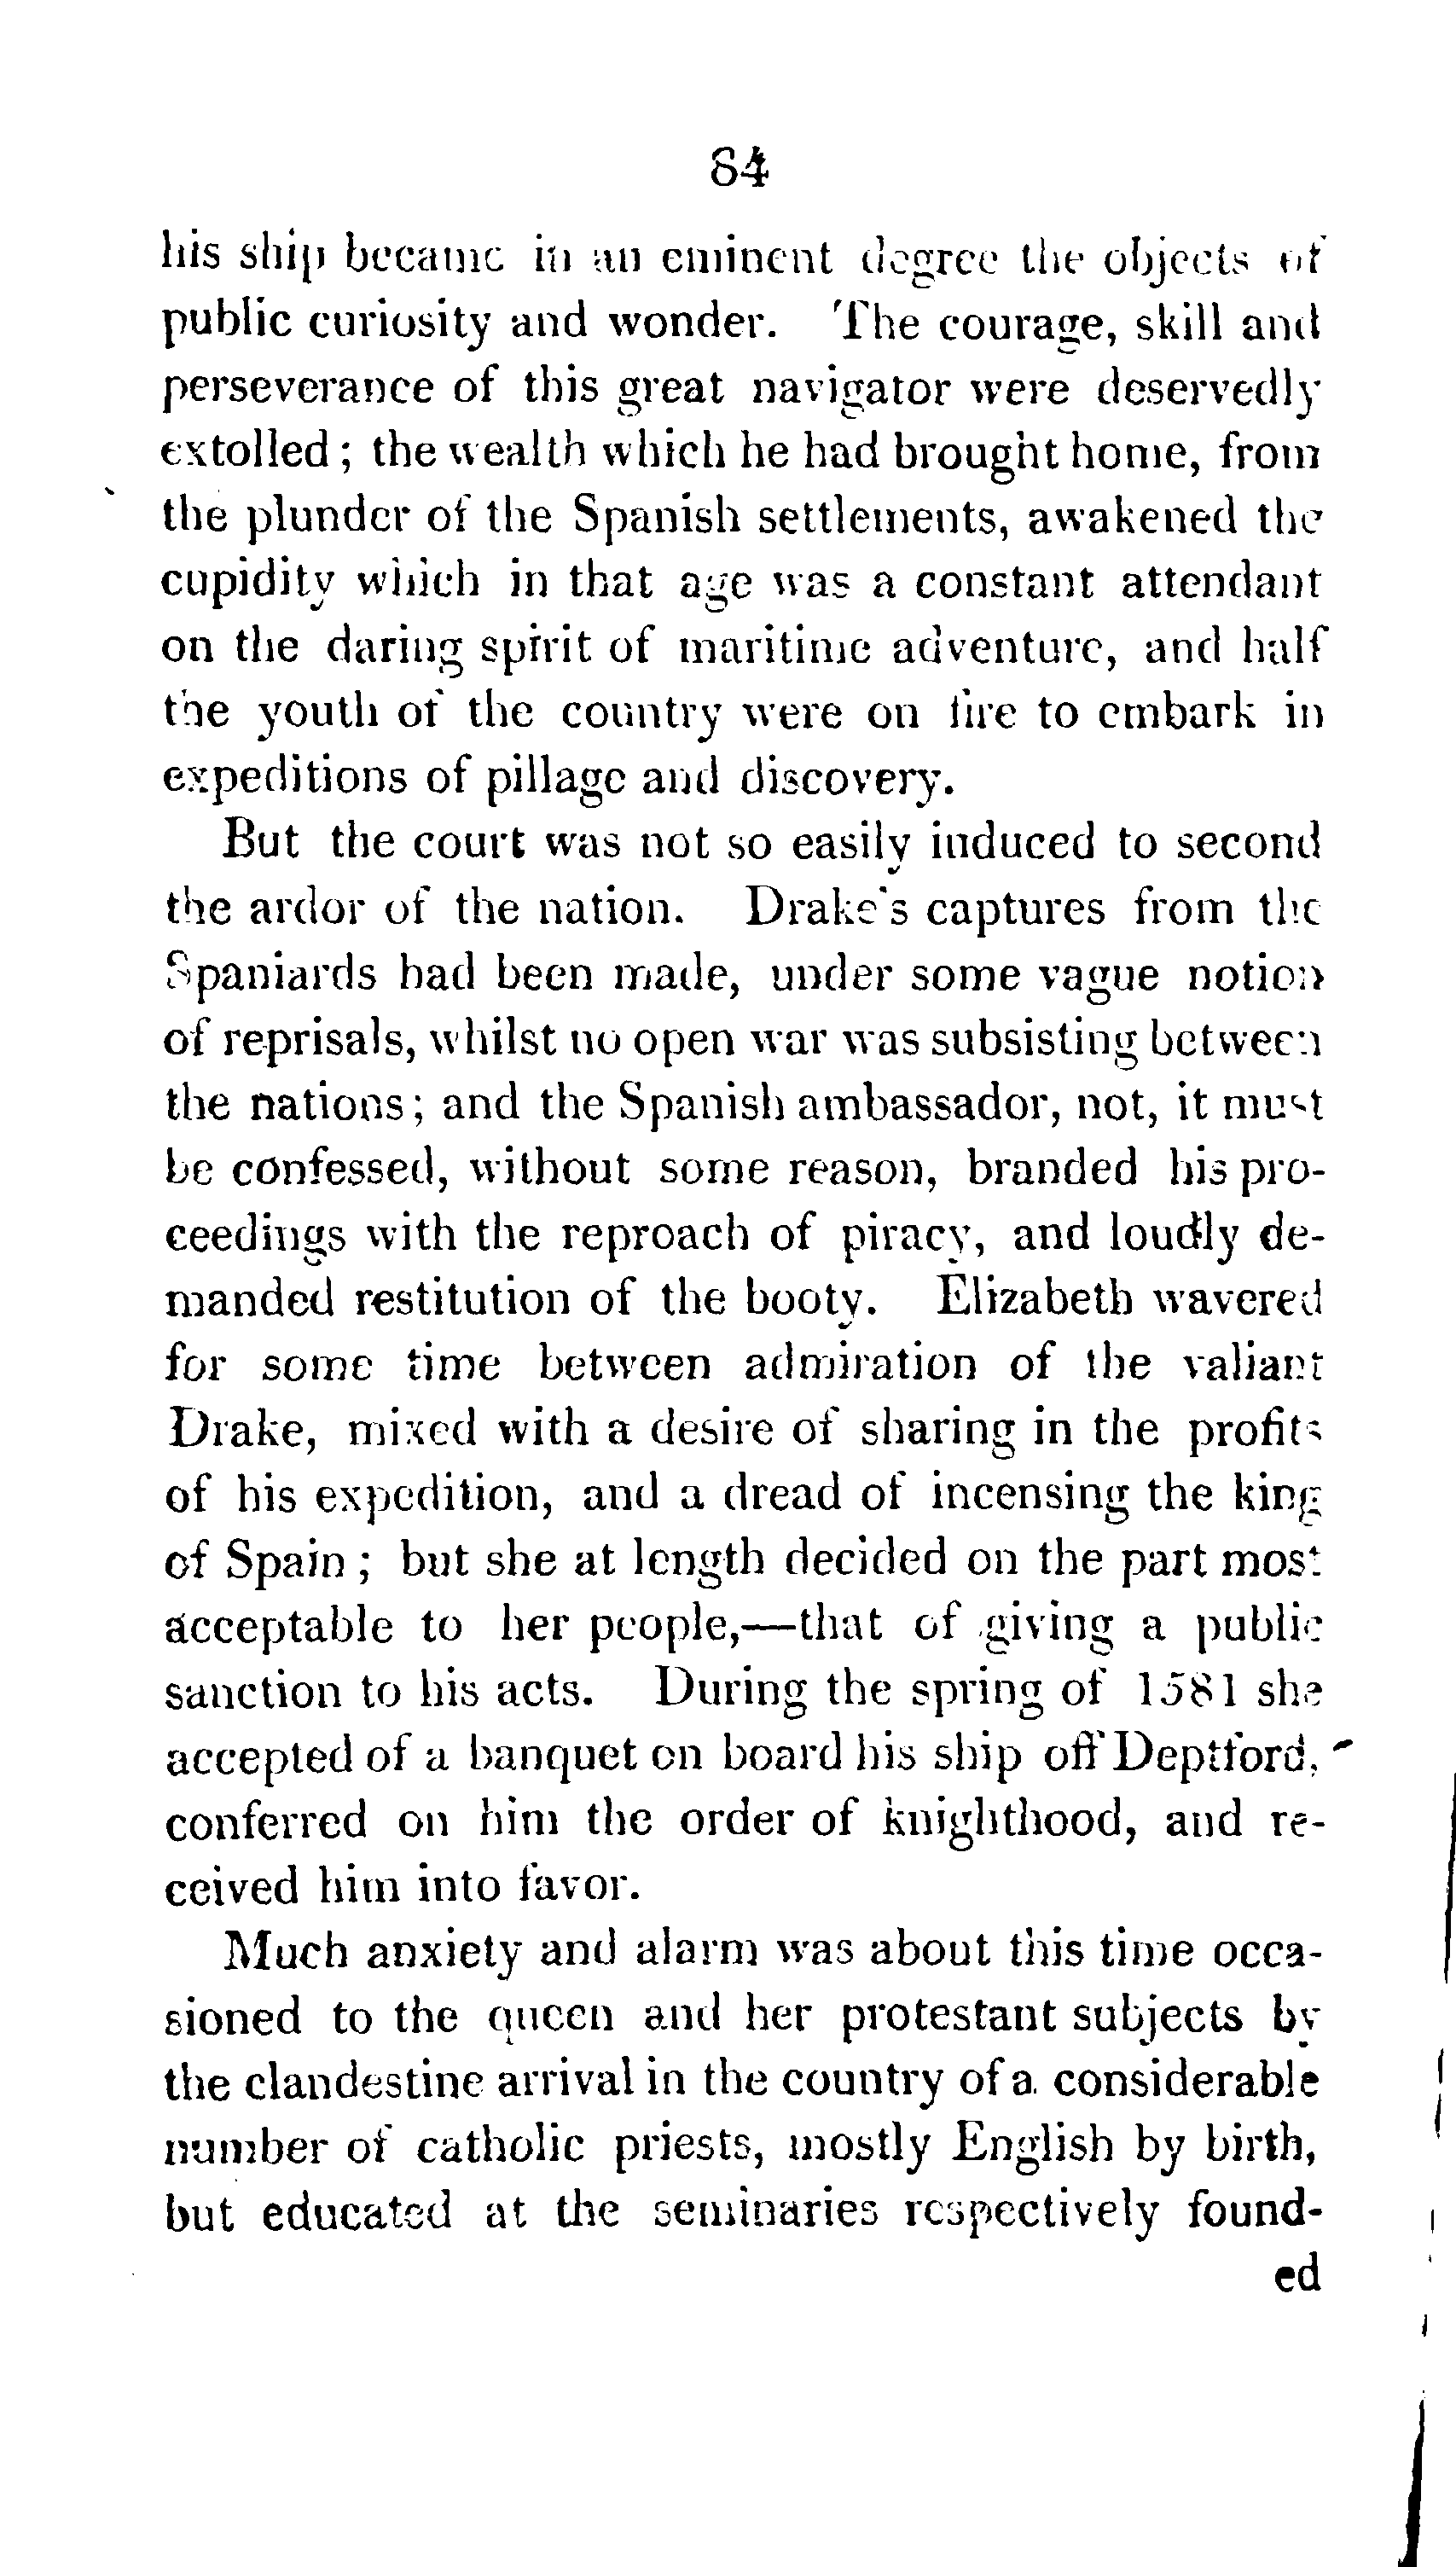 84
his ship became in an eminent degree the objects of
public curiosity and wonder. The courage, skill and
perseverance of this great navigator were deservedly
extolled; the wealth which he had brought home, from
the plunder of the Spanish settlements, awakened the
cupidity which in that age was a constant attendant
on the daring spirit of maritime adventure, and half
the youth of the country were on fire to embark in
expeditions of pillage and discovery.
But the court was not so easily induced to second
the ardor of the nation. Drake's captures from the
Spaniards had been made, under some vague notion
of reprisals, whilst no open war was subsisting between
the nations; and the Spanish ambassador, not, it must
be confessed, without some reason, branded his pro-
ceedings with the reproach of piracy, and loudly de-
manded restitution of the booty. Elizabeth wavered
for some time between admiration of the valiant
Drake, mixed with a desire of sharing in the profits
of his expedition, and a dread of incensing the king
of Spain; but she at length decided on the part most
acceptable to her people,—that of giving a public
sanction to his acts. During the spring of 1581 she
accepted of a banquet on board his ship off Deptford,
conferred on him the order of knighthood, and re-
ceived him into favor.
Much anxiety and alarm was about this time occa-
sioned to the queen and her protestant subjects by
the clandestine arrival in the country of a considerable
number of catholic priests, mostly English by birth,
but educated at the seminaries respectively found-
ed